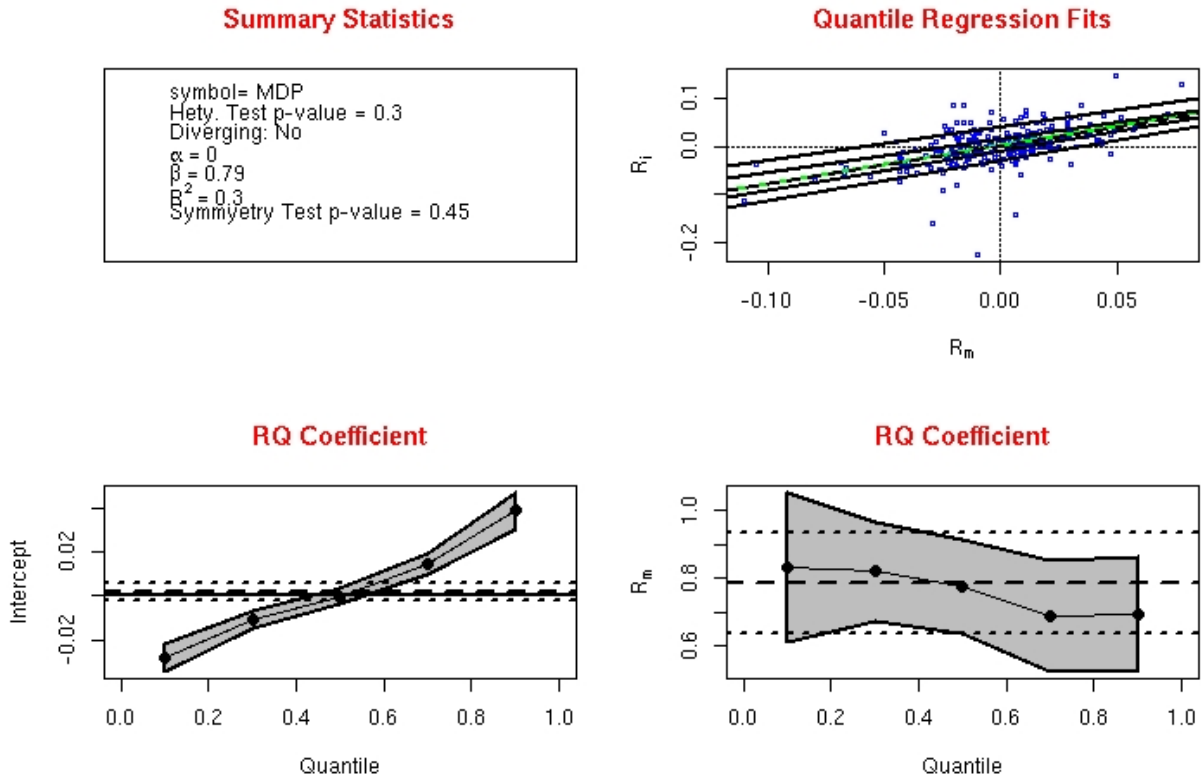 Summary Statistics
symbol= MDP
Hety. Test p-value = 0.3
Diverging: No
α = 0
β = 0.79
R² = 0.3
Symmyetry Test p-value = 0.45
Quantile Regression Fits
Rᵢ
0.1
0.0
-0.2
-0.10 -0.05 0.00 0.05
Rₘ
RQ Coefficient
Intercept
0.02
-0.02
0.0 0.2 0.4 0.6 0.8 1.0
Quantile
RQ Coefficient
Rₘ
1.0
0.8
0.6
0.0 0.2 0.4 0.6 0.8 1.0
Quantile